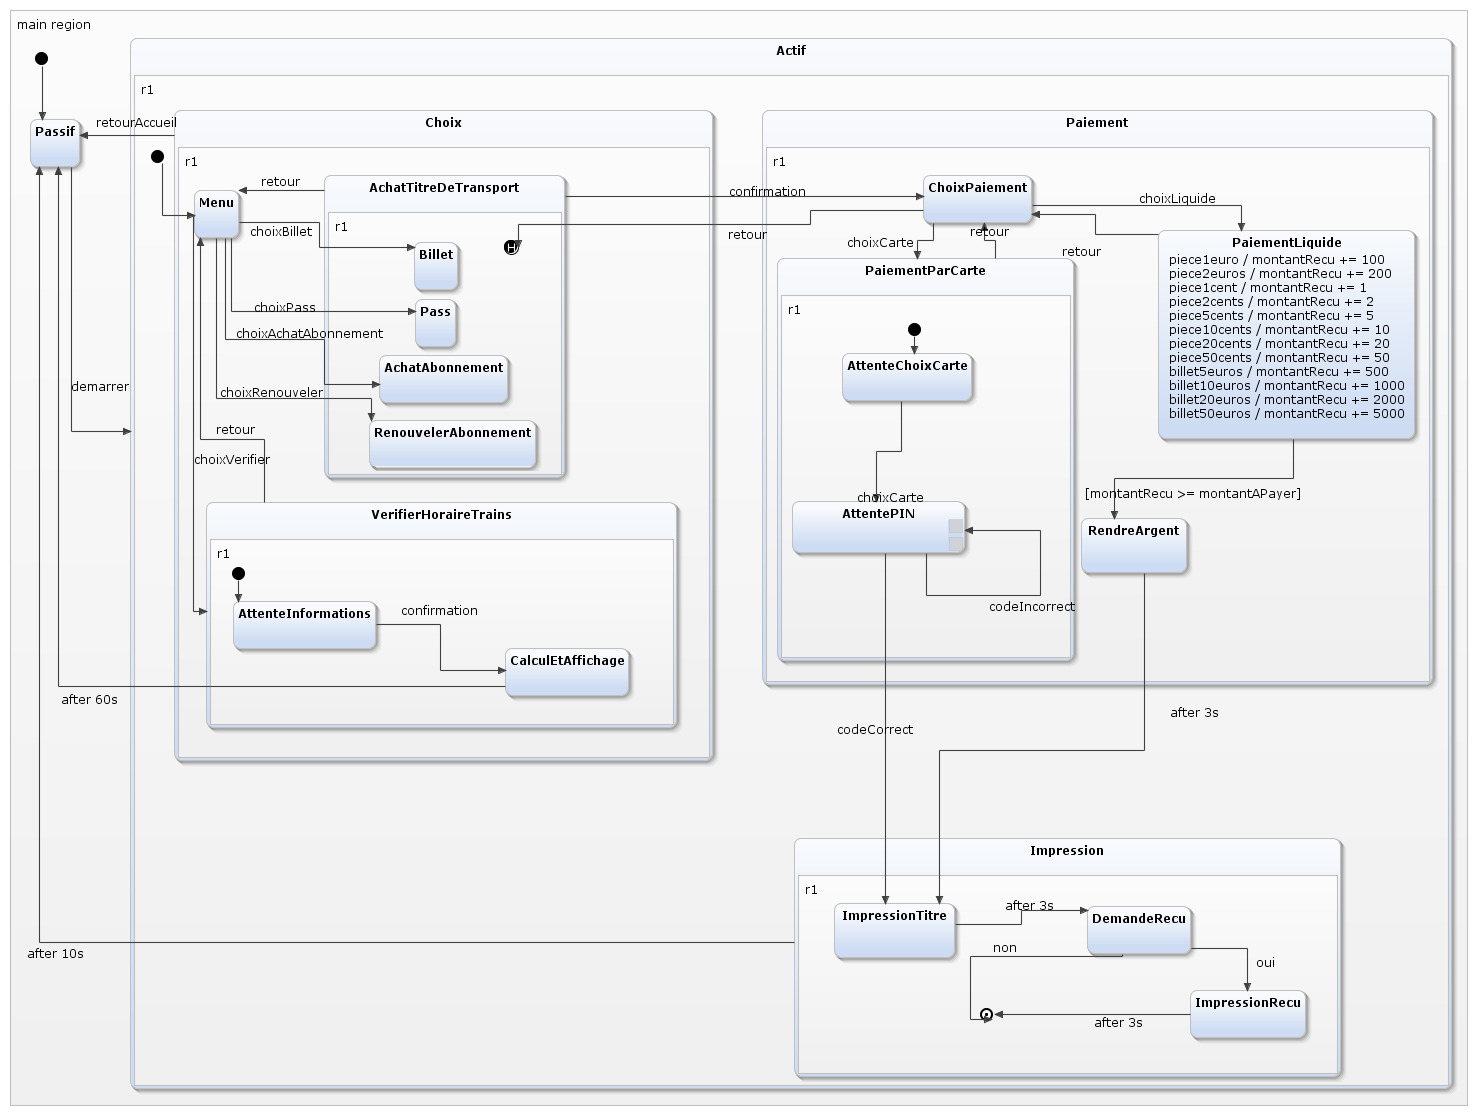 main region
Actif
r1
Passif
retourAccueil
Choix
r1
Menu
retour
AchatTitreDeTransport
r1
H
choixBillet
Billet
choixPass
Pass
choixAchatAbonnement
AchatAbonnement
choixRenouveler
RenouvelerAbonnement
demarrer
retour
choixVerifier
VerifierHoraireTrains
r1
AttenteInformations
confirmation
CalculEtAffichage
after 60s
confirmation
retour
Paiement
r1
ChoixPaiement
choixLiquide
choixCarte
retour
retour
PaiementLiquide
piece1euro / montantRecu += 100
piece2euros / montantRecu += 200
piece1cent / montantRecu += 1
piece2cents / montantRecu += 2
piece5cents / montantRecu += 5
piece10cents / montantRecu += 10
piece20cents / montantRecu += 20
piece50cents / montantRecu += 50
billet5euros / montantRecu += 500
billet10euros / montantRecu += 1000
billet20euros / montantRecu += 2000
billet50euros / montantRecu += 5000
PaiementParCarte
r1
AttenteChoixCarte
choixCarte
AttentePIN
codeIncorrect
[montantRecu >= montantAPayer]
RendreArgent
after 3s
codeCorrect
Impression
r1
ImpressionTitre
after 3s
DemandeRecu
non
oui
ImpressionRecu
after 3s
after 10s